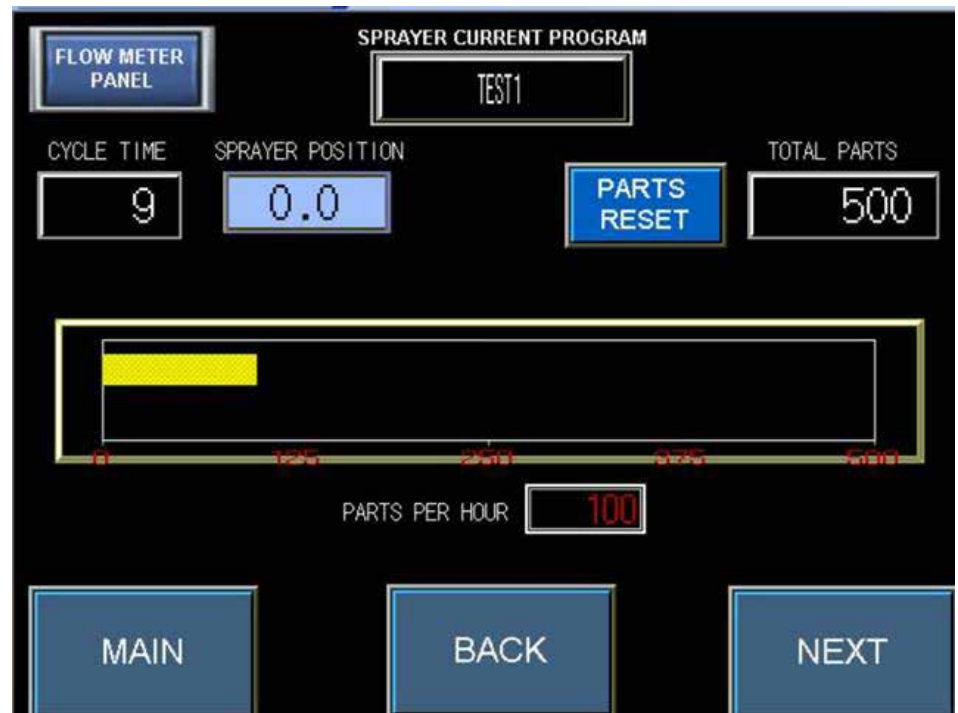 FLOW METER
PANEL
SPRAYER CURRENT PROGRAM
TEST1
CYCLE TIME
SPRAYER POSITION
TOTAL PARTS
9
0.0
PARTS
RESET
500
0 125 250 375 500
PARTS PER HOUR 100
MAIN
BACK
NEXT